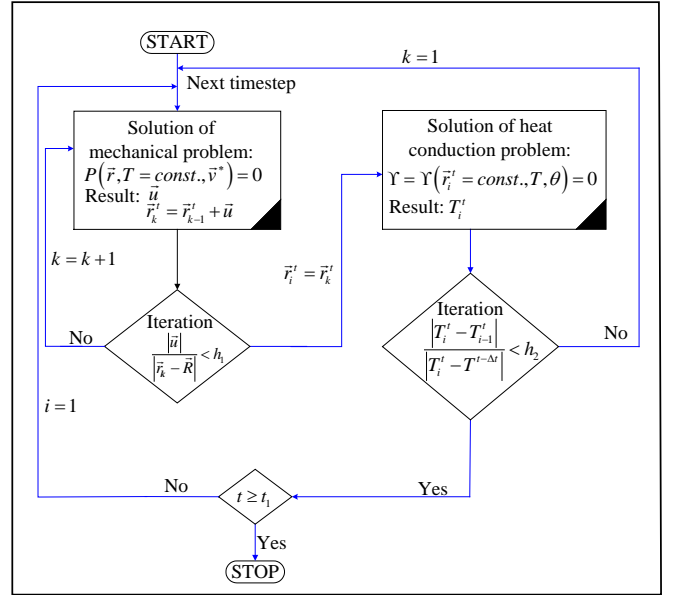 START
k = 1
Next timestep
Solution of
mechanical problem:
P(r⃗, T = const., v⃗*) = 0
Result: u⃗
r⃗ₖᵗ = r⃗ₖ₋₁ᵗ + u⃗
Solution of heat
conduction problem:
ϒ = ϒ(r⃗ᵢᵗ = const., T, θ) = 0
Result: Tᵢᵗ
k = k + 1
r⃗ᵢᵗ = r⃗ₖᵗ
No
Iteration
|u⃗| / |r⃗ₖ − R⃗| < h₁
Iteration
|Tᵢᵗ − Tᵢ₋₁ᵗ| / |Tᵢᵗ − Tᵗ⁻ᐞᵗ| < h₂
No
i = 1
No
t ≥ t₁
Yes
Yes
STOP